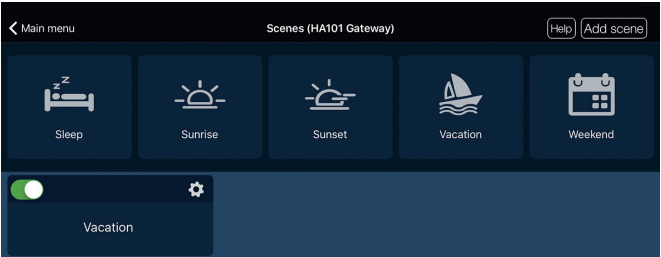 Main menu
Scenes (HA101 Gateway)
Help
Add scene
z z
Sleep
Sunrise
Sunset
Vacation
Weekend
Vacation